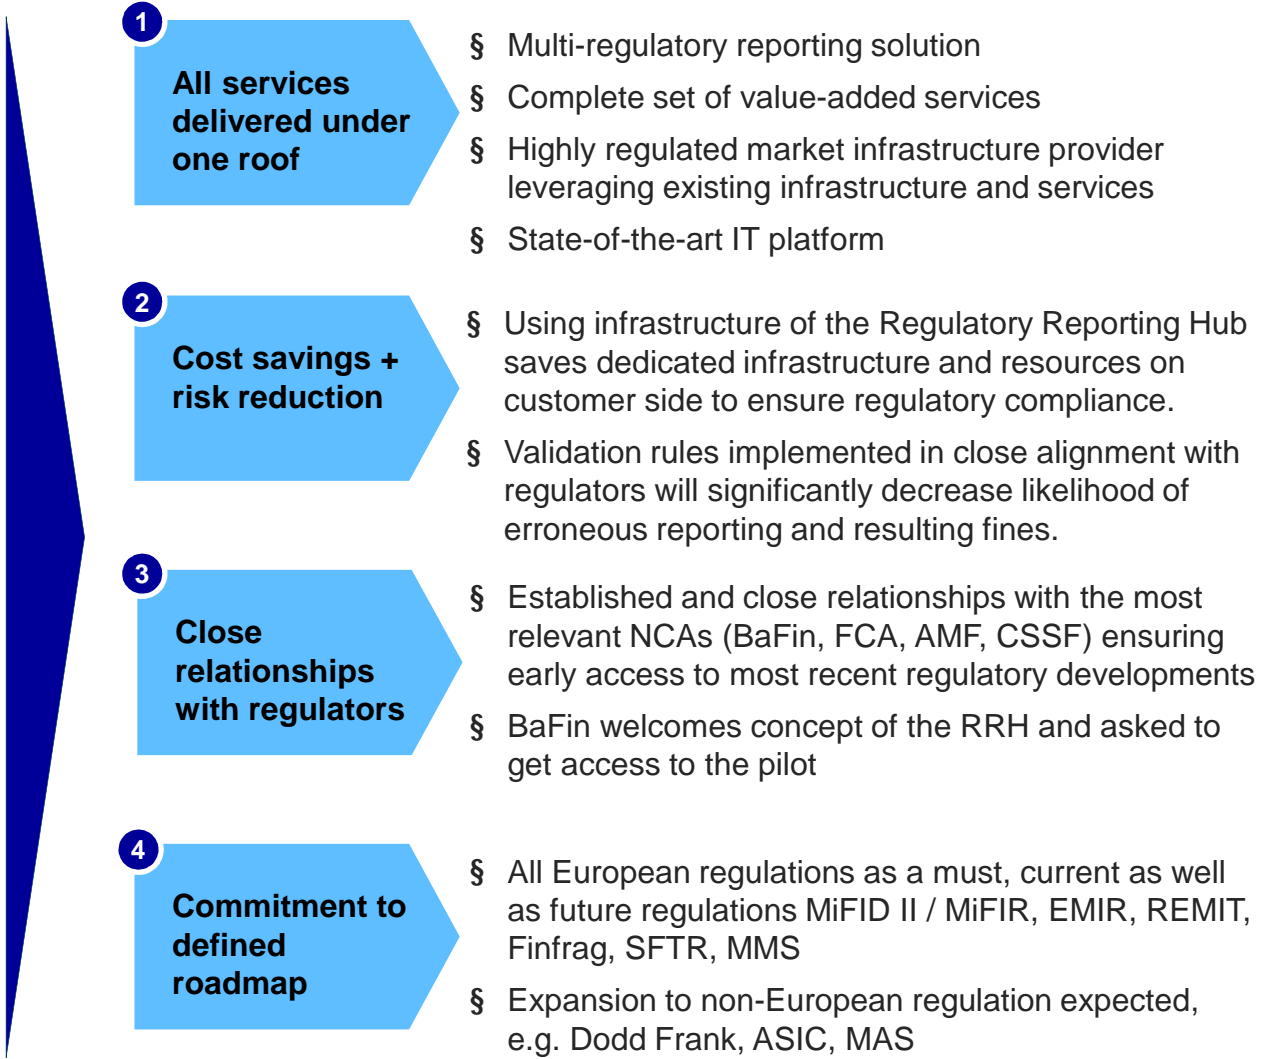 1
All services
delivered under
one roof
§ Multi-regulatory reporting solution
§ Complete set of value-added services
§ Highly regulated market infrastructure provider
leveraging existing infrastructure and services
§ State-of-the-art IT platform
2
Cost savings +
risk reduction
§ Using infrastructure of the Regulatory Reporting Hub
saves dedicated infrastructure and resources on
customer side to ensure regulatory compliance.
§ Validation rules implemented in close alignment with
regulators will significantly decrease likelihood of
erroneous reporting and resulting fines.
3
Close
relationships
with regulators
§ Established and close relationships with the most
relevant NCAs (BaFin, FCA, AMF, CSSF) ensuring
early access to most recent regulatory developments
§ BaFin welcomes concept of the RRH and asked to
get access to the pilot
4
Commitment to
defined
roadmap
§ All European regulations as a must, current as well
as future regulations MiFID II / MiFIR, EMIR, REMIT,
Finfrag, SFTR, MMS
§ Expansion to non-European regulation expected,
e.g. Dodd Frank, ASIC, MAS